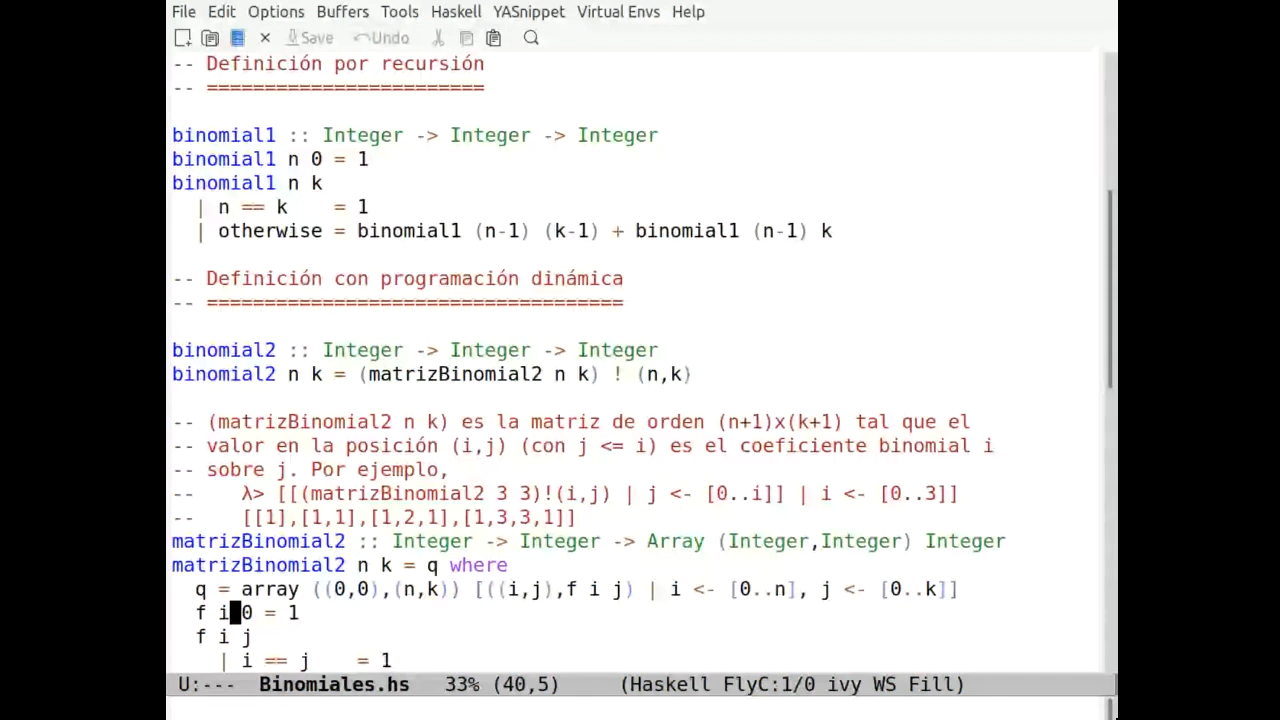 File Edit Options Buffers Tools Haskell YASnippet Virtual Envs Help
Save Undo
-- Definición por recursión
-- ========================
binomial1 :: Integer -> Integer -> Integer
binomial1 n 0 = 1
binomial1 n k
  | n == k    = 1
  | otherwise = binomial1 (n-1) (k-1) + binomial1 (n-1) k
-- Definición con programación dinámica
-- ====================================
binomial2 :: Integer -> Integer -> Integer
binomial2 n k = (matrizBinomial2 n k) ! (n,k)
-- (matrizBinomial2 n k) es la matriz de orden (n+1)x(k+1) tal que el
-- valor en la posición (i,j) (con j <= i) es el coeficiente binomial i
-- sobre j. Por ejemplo,
--    λ> [[(matrizBinomial2 3 3)!(i,j) | j <- [0..i]] | i <- [0..3]]
--    [[1],[1,1],[1,2,1],[1,3,3,1]]
matrizBinomial2 :: Integer -> Integer -> Array (Integer,Integer) Integer
matrizBinomial2 n k = q where
  q = array ((0,0),(n,k)) [((i,j),f i j) | i <- [0..n], j <- [0..k]]
  f i 0 = 1
  f i j
    | i == j    = 1
U:--- Binomiales.hs 33% (40,5) (Haskell FlyC:1/0 ivy WS Fill)